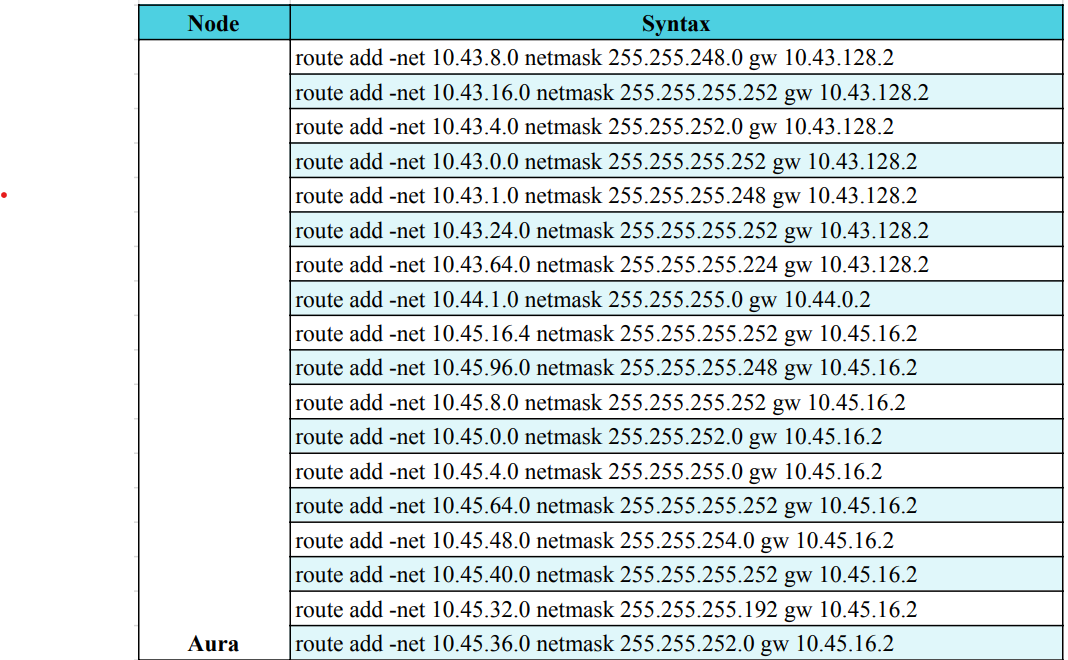 Node Syntax
route add -net 10.43.8.0 netmask 255.255.248.0 gw 10.43.128.2
route add -net 10.43.16.0 netmask 255.255.255.252 gw 10.43.128.2
route add -net 10.43.4.0 netmask 255.255.252.0 gw 10.43.128.2
route add -net 10.43.0.0 netmask 255.255.255.252 gw 10.43.128.2
route add -net 10.43.1.0 netmask 255.255.255.248 gw 10.43.128.2
route add -net 10.43.24.0 netmask 255.255.255.252 gw 10.43.128.2
route add -net 10.43.64.0 netmask 255.255.255.224 gw 10.43.128.2
route add -net 10.44.1.0 netmask 255.255.255.0 gw 10.44.0.2
route add -net 10.45.16.4 netmask 255.255.255.252 gw 10.45.16.2
route add -net 10.45.96.0 netmask 255.255.255.248 gw 10.45.16.2
route add -net 10.45.8.0 netmask 255.255.255.252 gw 10.45.16.2
route add -net 10.45.0.0 netmask 255.255.252.0 gw 10.45.16.2
route add -net 10.45.4.0 netmask 255.255.255.0 gw 10.45.16.2
route add -net 10.45.64.0 netmask 255.255.255.252 gw 10.45.16.2
route add -net 10.45.48.0 netmask 255.255.254.0 gw 10.45.16.2
route add -net 10.45.40.0 netmask 255.255.255.252 gw 10.45.16.2
route add -net 10.45.32.0 netmask 255.255.255.192 gw 10.45.16.2
Aura route add -net 10.45.36.0 netmask 255.255.252.0 gw 10.45.16.2